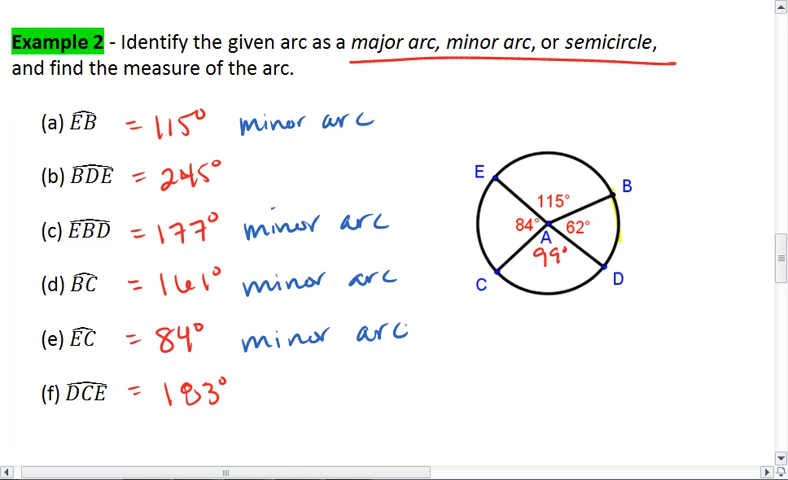 Example 2 - Identify the given arc as a major arc, minor arc, or semicircle,
and find the measure of the arc.
(a) EB = 115° minor arc
(b) BDE = 245°
(c) EBD = 177° minor arc
(d) BC = 161° minor arc
(e) EC = 84° minor arc
(f) DCE = 183°
E
B
115°
84°
62°
A
99°
C
D